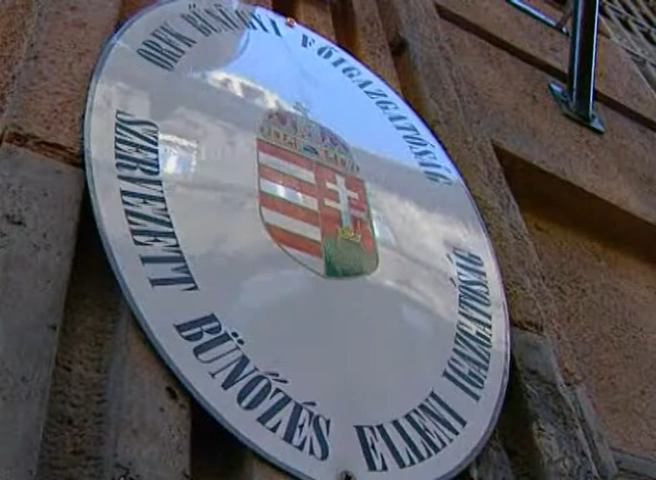 ORFK BŰNÜGYI FŐIGAZGATÓSÁG
SZERVEZETT BŰNÖZÉS ELLENI IGAZGATÓSÁG